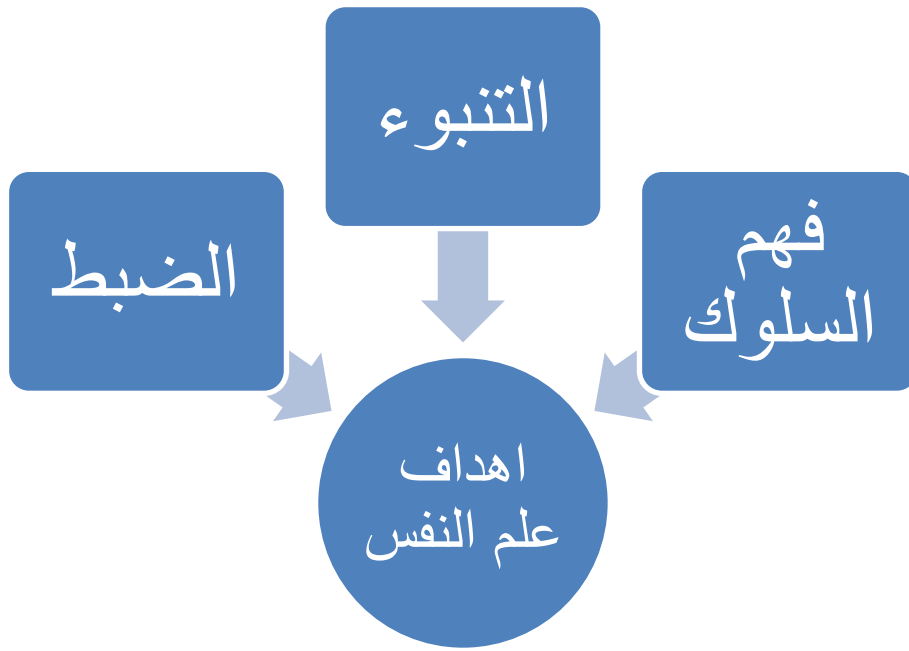 التنبوء
فهم
السلوك
الضبط
اهداف
علم النفس